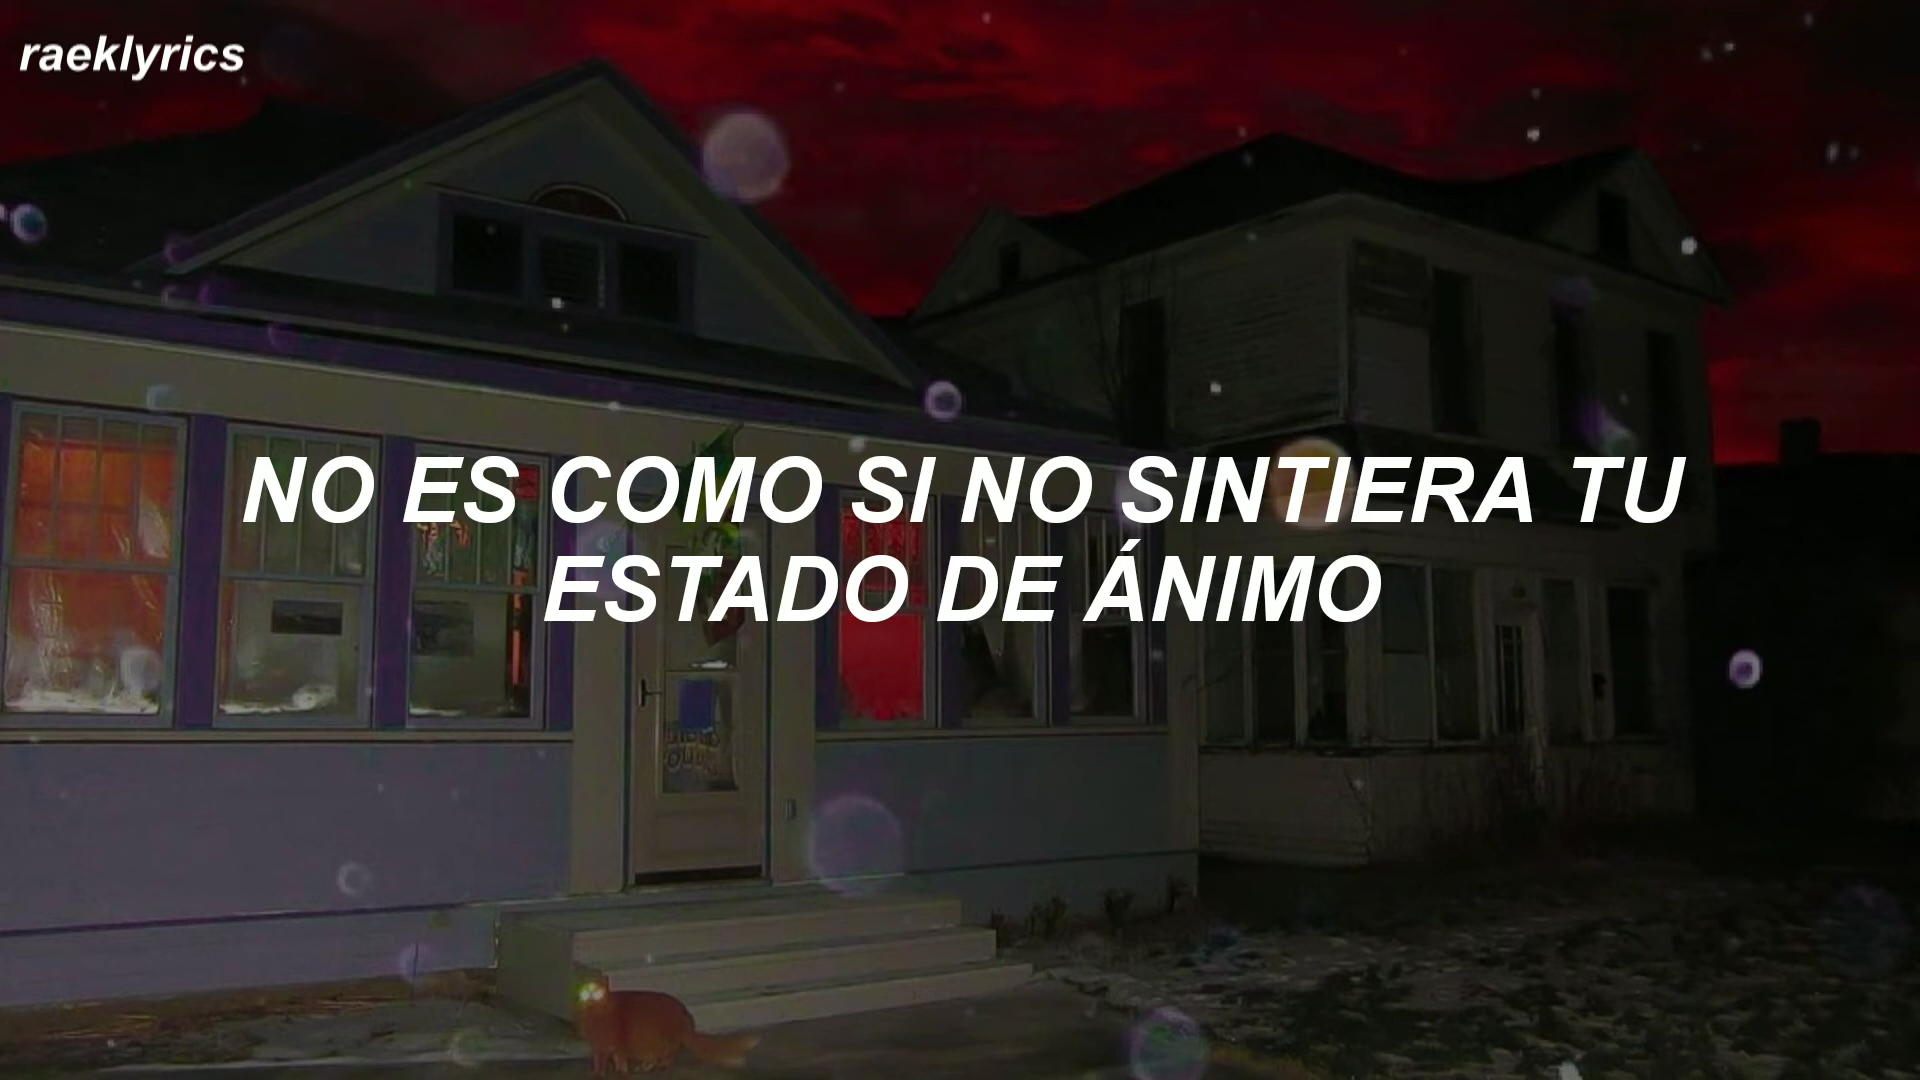 raeklyrics
NO ES COMO SI NO SINTIERA TU
ESTADO DE ÁNIMO